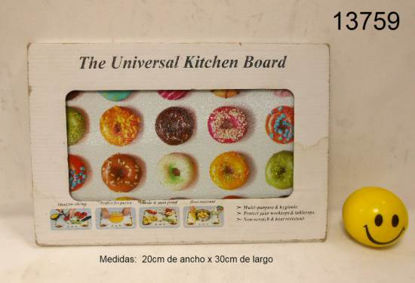 13759
The Universal Kitchen Board
Multi-purpose & hygienic
Protect your worktops & tabletops
Non-scratch & heat resistant
Medidas: 20cm de ancho x 30cm de largo